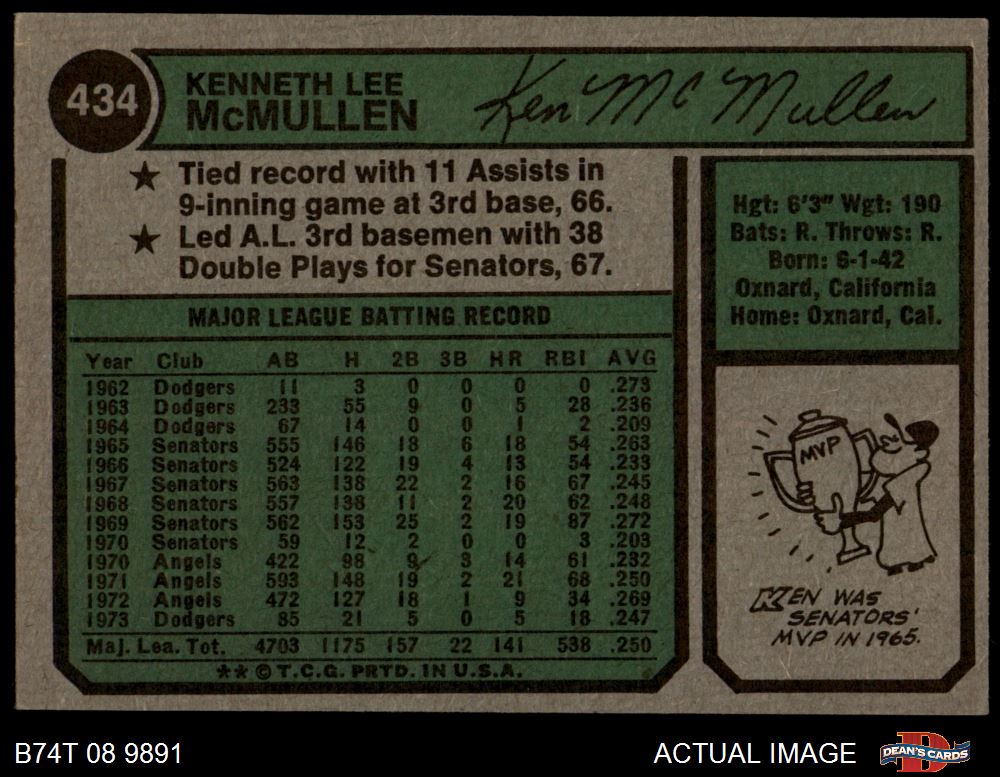 434
KENNETH LEE
McMULLEN
Ken McMullen
★ Tied record with 11 Assists in
9-inning game at 3rd base, 66.
★ Led A.L. 3rd basemen with 38
Double Plays for Senators, 67.
Hgt: 6'3" Wgt: 190
Bats: R. Throws: R.
Born: 6-1-42
Oxnard, California
Home: Oxnard, Cal.
MAJOR LEAGUE BATTING RECORD
Year Club AB H 2B 3B HR RBI AVG
1962 Dodgers 11 3 0 0 0 0 .273
1963 Dodgers 233 55 9 0 5 28 .236
1964 Dodgers 67 14 0 0 1 2 .209
1965 Senators 555 146 18 6 18 54 .263
1966 Senators 524 122 19 4 13 54 .233
1967 Senators 563 138 22 2 16 67 .245
1968 Senators 557 138 11 2 20 62 .248
1969 Senators 562 153 25 2 19 87 .272
1970 Senators 59 12 2 0 0 3 .203
1970 Angels 422 98 9 3 14 61 .232
1971 Angels 593 148 19 2 21 68 .250
1972 Angels 472 127 18 1 9 34 .269
1973 Dodgers 85 21 5 0 5 18 .247
Maj. Lea. Tot. 4703 1175 157 22 141 538 .250
★★ © T.C.G. PRTD. IN U.S.A.
MVP
KEN WAS
SENATORS'
MVP IN 1965.
B74T 08 9891
ACTUAL IMAGE
DEAN'S CARDS